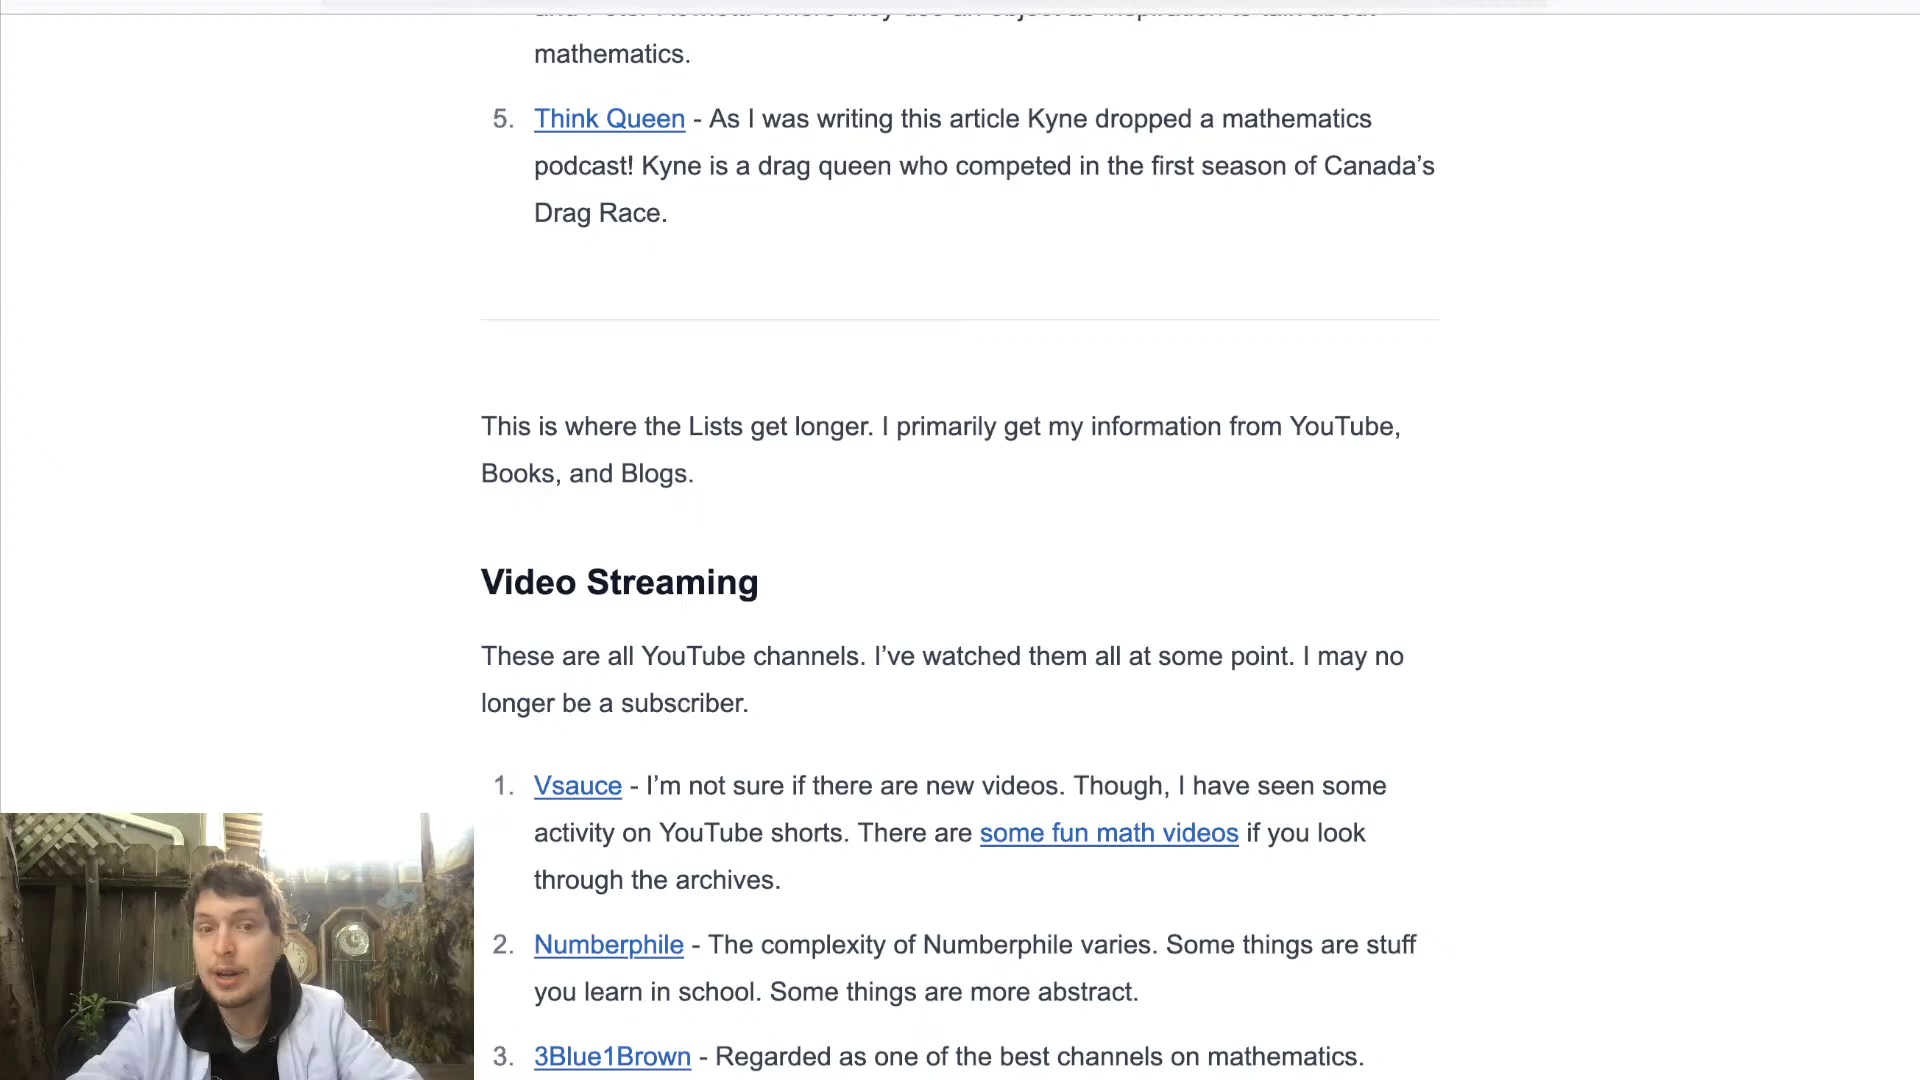 mathematics.
5. Think Queen - As I was writing this article Kyne dropped a mathematics
podcast! Kyne is a drag queen who competed in the first season of Canada’s
Drag Race.
This is where the Lists get longer. I primarily get my information from YouTube,
Books, and Blogs.
Video Streaming
These are all YouTube channels. I’ve watched them all at some point. I may no
longer be a subscriber.
1. Vsauce - I’m not sure if there are new videos. Though, I have seen some
activity on YouTube shorts. There are some fun math videos if you look
through the archives.
2. Numberphile - The complexity of Numberphile varies. Some things are stuff
you learn in school. Some things are more abstract.
3. 3Blue1Brown - Regarded as one of the best channels on mathematics.